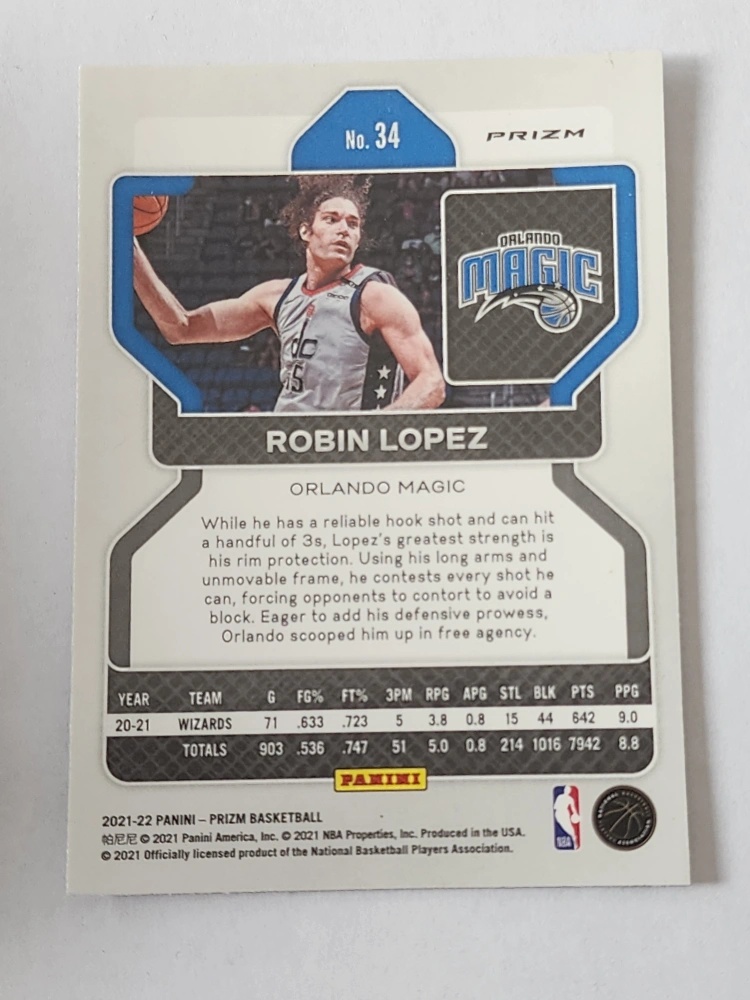 No. 34
PRIZM
ORLANDO
MAGIC
ROBIN LOPEZ
ORLANDO MAGIC
While he has a reliable hook shot and can hit
a handful of 3s, Lopez's greatest strength is
his rim protection. Using his long arms and
unmovable frame, he contests every shot he
can, forcing opponents to contort to avoid a
block. Eager to add his defensive prowess,
Orlando scooped him up in free agency.
YEAR TEAM G FG% FT% 3PM RPG APG STL BLK PTS PPG
20-21 WIZARDS 71 .633 .723 5 3.8 0.8 15 44 642 9.0
TOTALS 903 .536 .747 51 5.0 0.8 214 1016 7942 8.8
PANINI
2021-22 PANINI – PRIZM BASKETBALL
帕尼尼 © 2021 Panini America, Inc. © 2021 NBA Properties, Inc. Produced in the USA.
© 2021 Officially licensed product of the National Basketball Players Association.
NBA